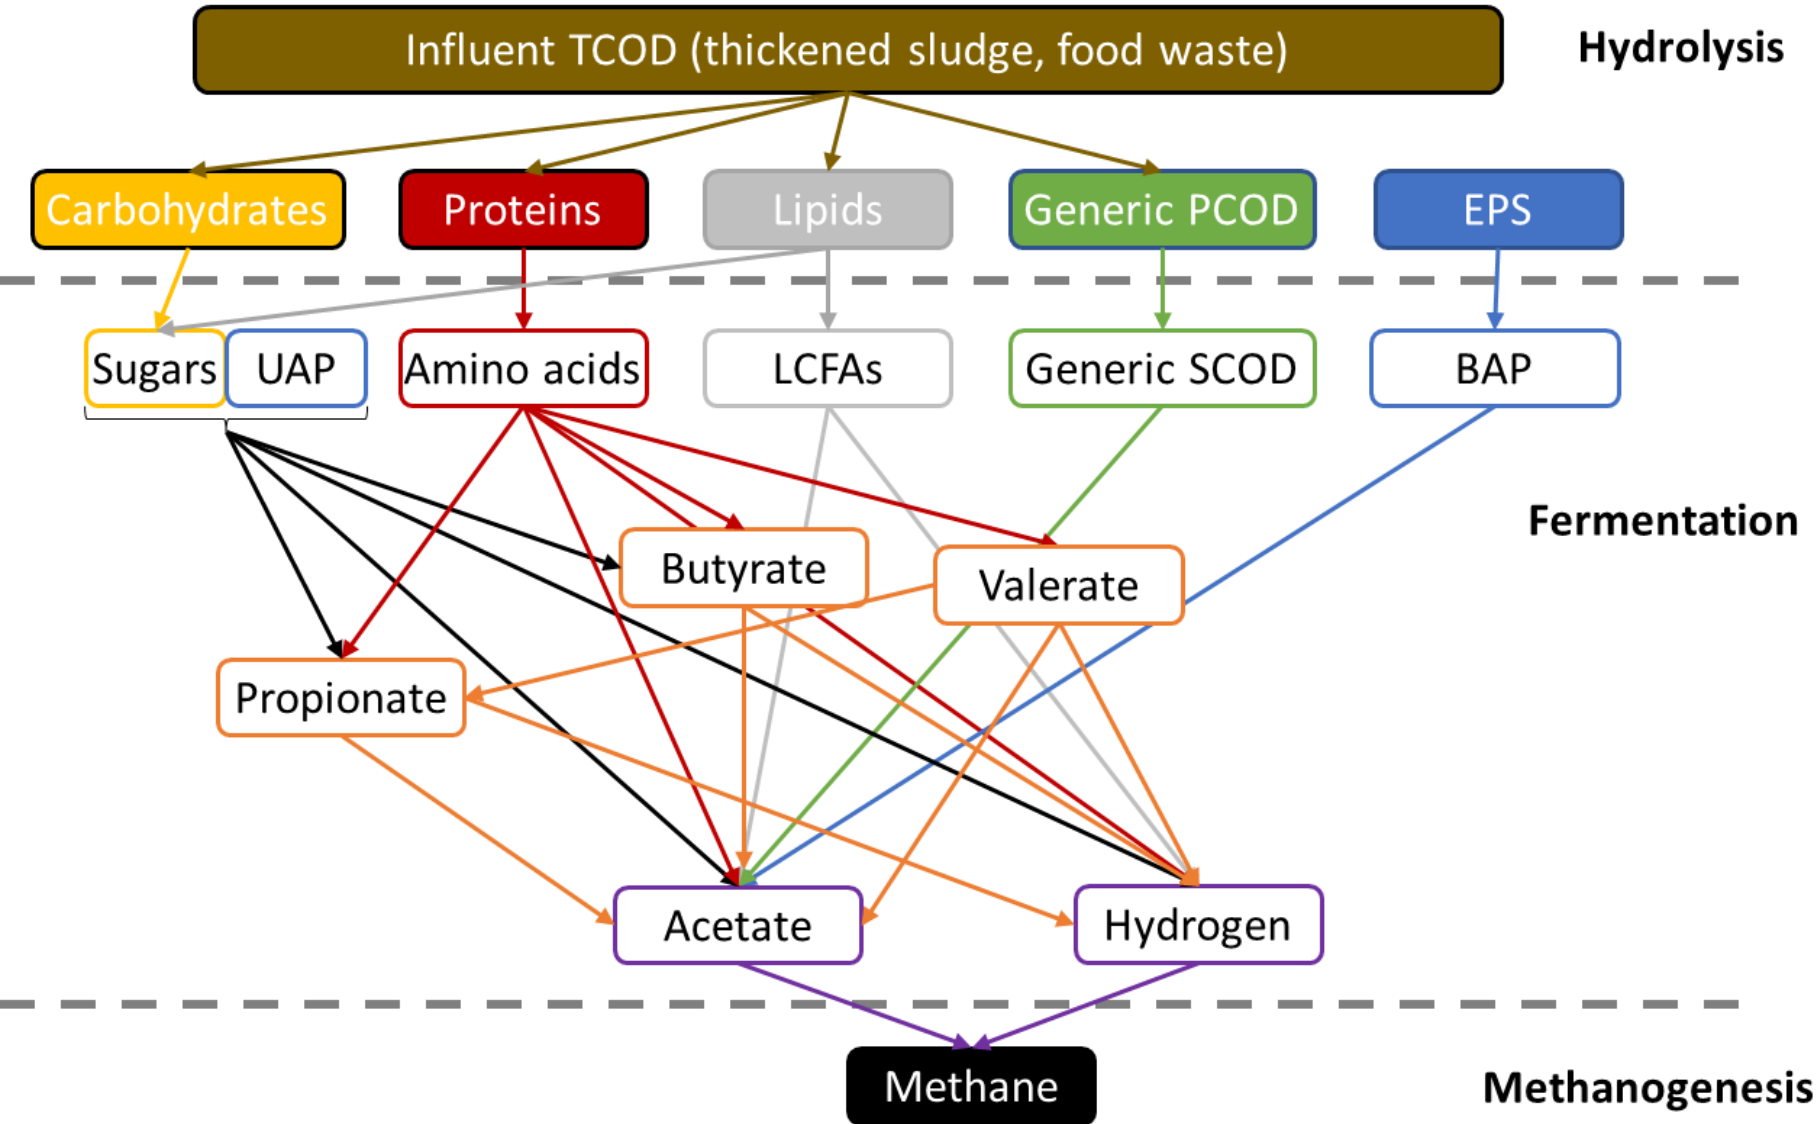 Influent TCOD (thickened sludge, food waste)
Hydrolysis
Carbohydrates
Proteins
Lipids
Generic PCOD
EPS
Sugars
UAP
Amino acids
LCFAs
Generic SCOD
BAP
Fermentation
Butyrate
Valerate
Propionate
Acetate
Hydrogen
Methane
Methanogenesis